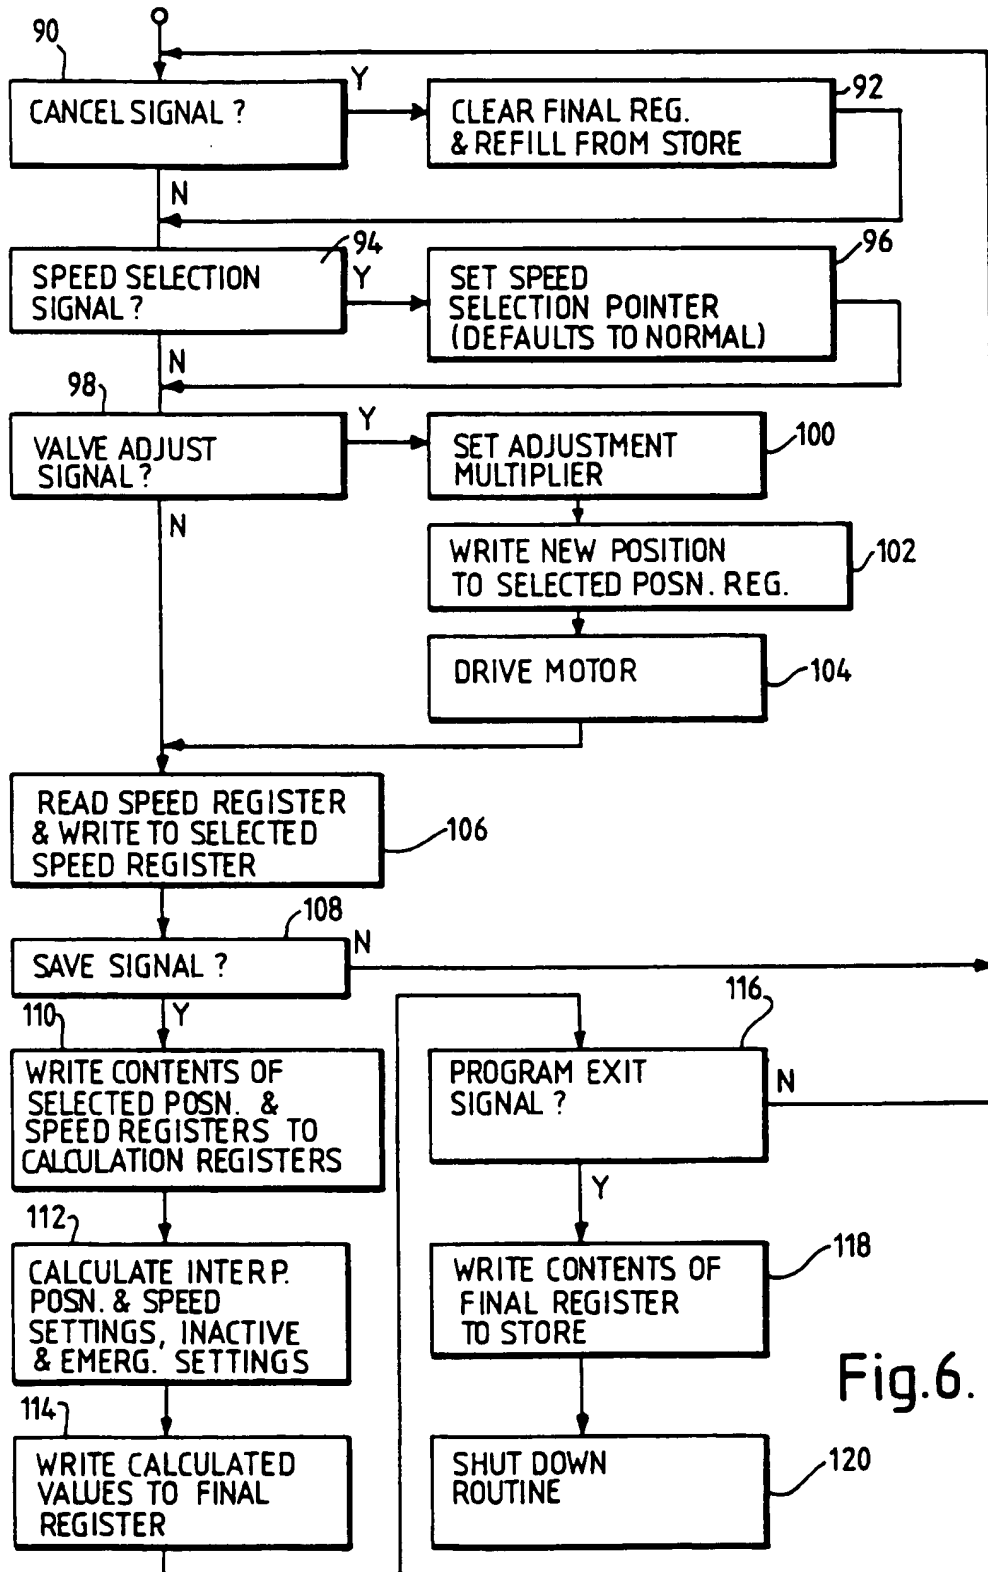 90
CANCEL SIGNAL ?
Y
CLEAR FINAL REG.
& REFILL FROM STORE
92
N
SPEED SELECTION
SIGNAL ?
94
Y
SET SPEED
SELECTION POINTER
(DEFAULTS TO NORMAL)
96
N
98
VALVE ADJUST
SIGNAL ?
Y
SET ADJUSTMENT
MULTIPLIER
100
N
WRITE NEW POSITION
TO SELECTED POSN. REG.
102
DRIVE MOTOR
104
READ SPEED REGISTER
& WRITE TO SELECTED
SPEED REGISTER
106
108
SAVE SIGNAL ?
N
Y
110
WRITE CONTENTS OF
SELECTED POSN. &
SPEED REGISTERS TO
CALCULATION REGISTERS
112
CALCULATE INTERP.
POSN. & SPEED
SETTINGS, INACTIVE
& EMERG. SETTINGS
114
WRITE CALCULATED
VALUES TO FINAL
REGISTER
116
PROGRAM EXIT
SIGNAL ?
N
Y
WRITE CONTENTS OF
FINAL REGISTER
TO STORE
118
SHUT DOWN
ROUTINE
120
Fig.6.